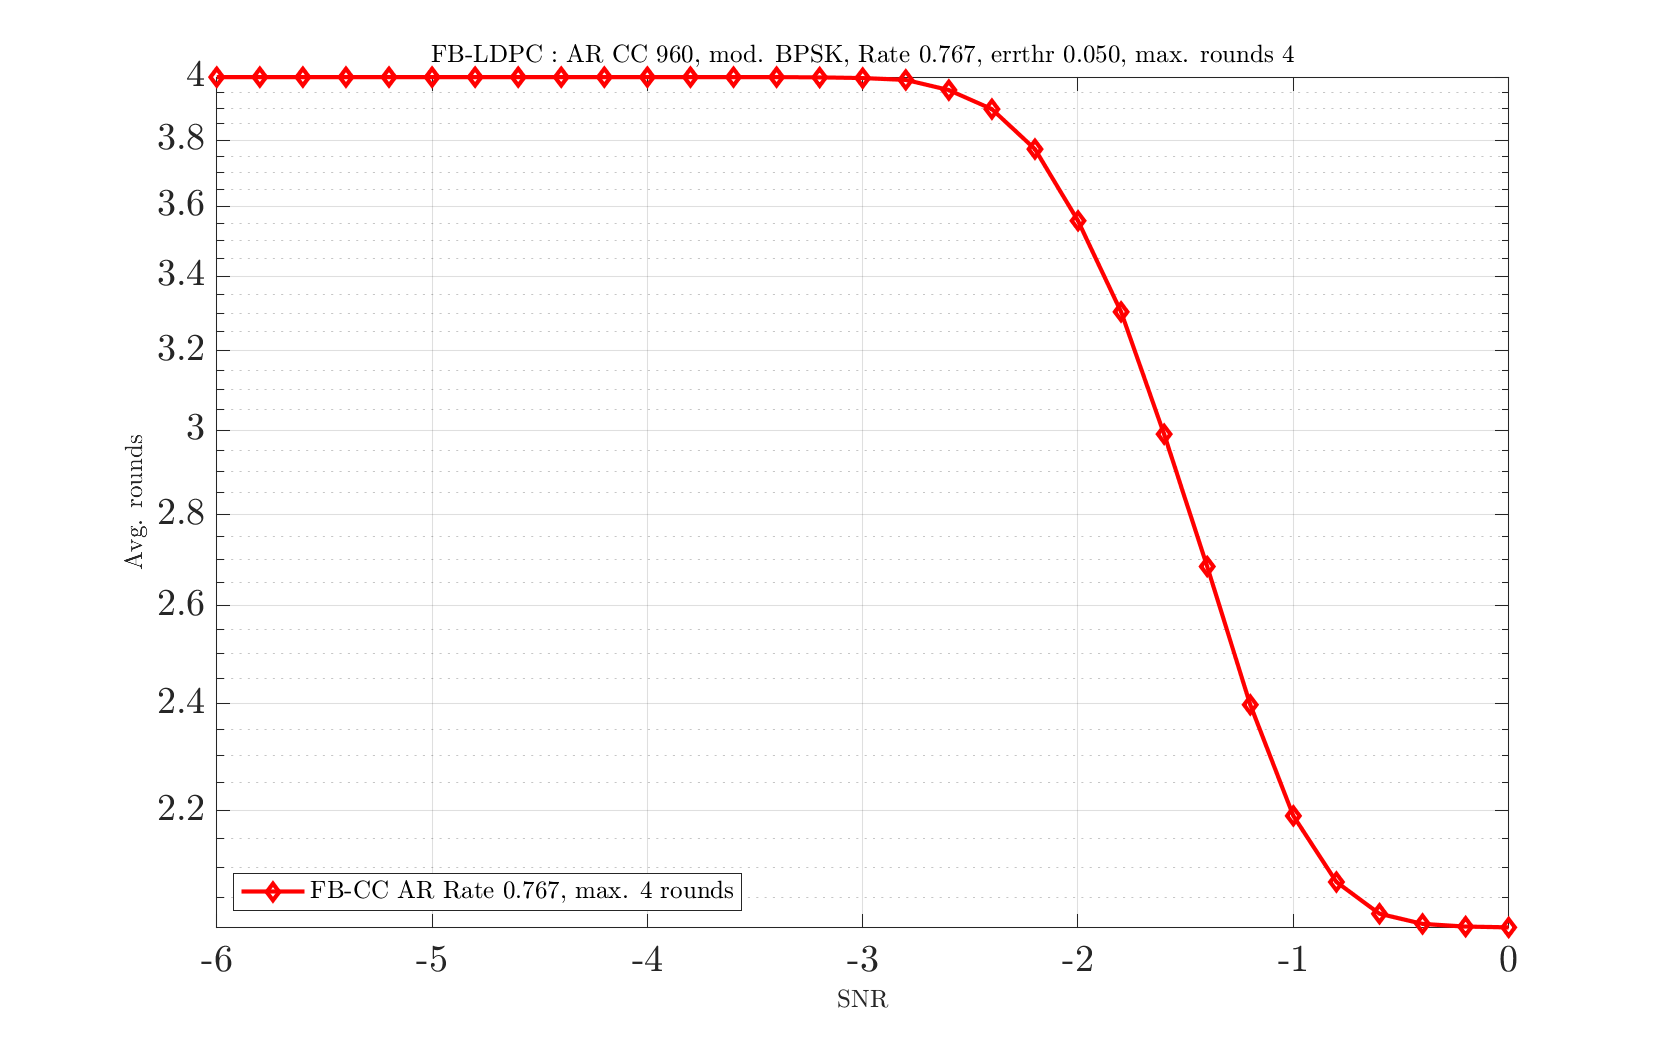 FB-LDPC : AR CC 960, mod. BPSK, Rate 0.767, errthr 0.050, max. rounds 4
4
3.8
3.6
3.4
3.2
3
2.8
2.6
2.4
2.2
Avg. rounds
FB-CC AR Rate 0.767, max. 4 rounds
-6 -5 -4 -3 -2 -1 0
SNR